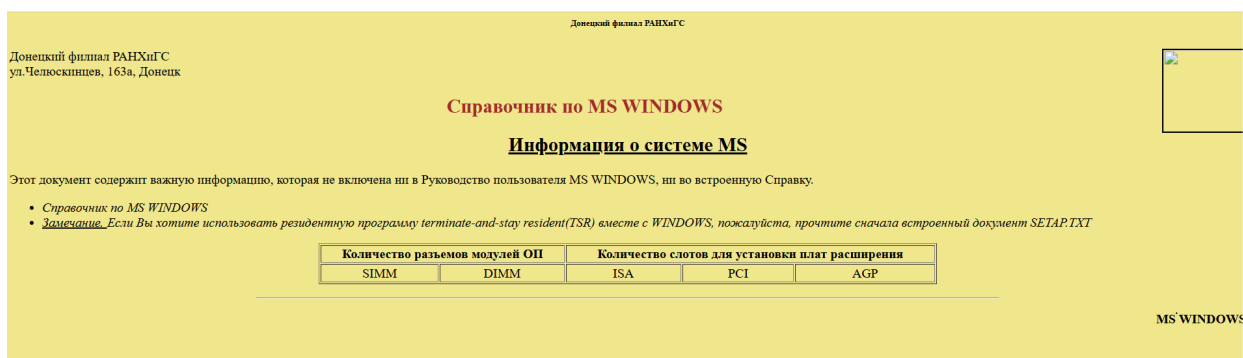 Донецкий филиал РАНХиГС
Донецкий филиал РАНХиГС
ул.Челюскинцев, 163а, Донецк
Справочник по MS WINDOWS
Информация о системе MS
Этот документ содержит важную информацию, которая не включена ни в Руководство пользователя MS WINDOWS, ни во встроенную Справку.
Справочник по MS WINDOWS
Замечание. Если Вы хотите использовать резидентную программу terminate-and-stay resident(TSR) вместе с WINDOWS, пожалуйста, прочтите сначала встроенный документ SETAP.TXT
Количество разъемов модулей ОП Количество слотов для установки плат расширения
SIMM DIMM ISA PCI AGP
MS WINDOWS